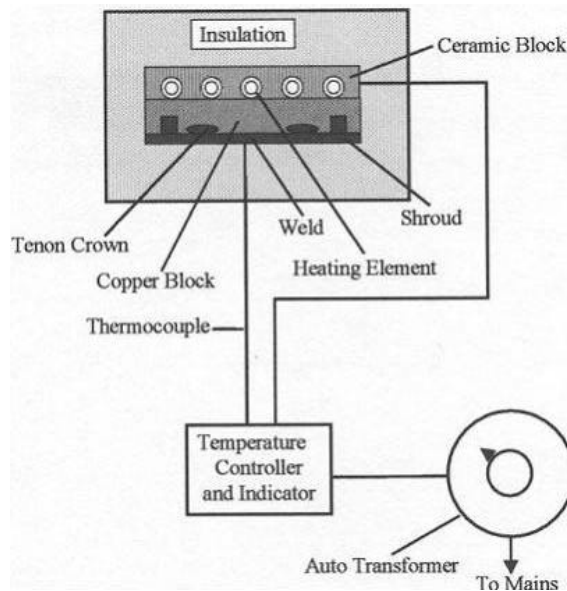 Insulation
Ceramic Block
Shroud
Weld
Tenon Crown
Heating Element
Copper Block
Thermocouple
Temperature
Controller
and Indicator
Auto Transformer
To Mains